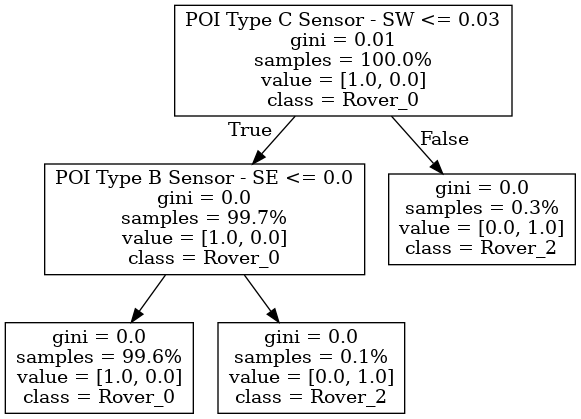 POI Type C Sensor - SW <= 0.03
gini = 0.01
samples = 100.0%
value = [1.0, 0.0]
class = Rover_0
True
False
POI Type B Sensor - SE <= 0.0
gini = 0.0
samples = 99.7%
value = [1.0, 0.0]
class = Rover_0
gini = 0.0
samples = 0.3%
value = [0.0, 1.0]
class = Rover_2
gini = 0.0
samples = 99.6%
value = [1.0, 0.0]
class = Rover_0
gini = 0.0
samples = 0.1%
value = [0.0, 1.0]
class = Rover_2